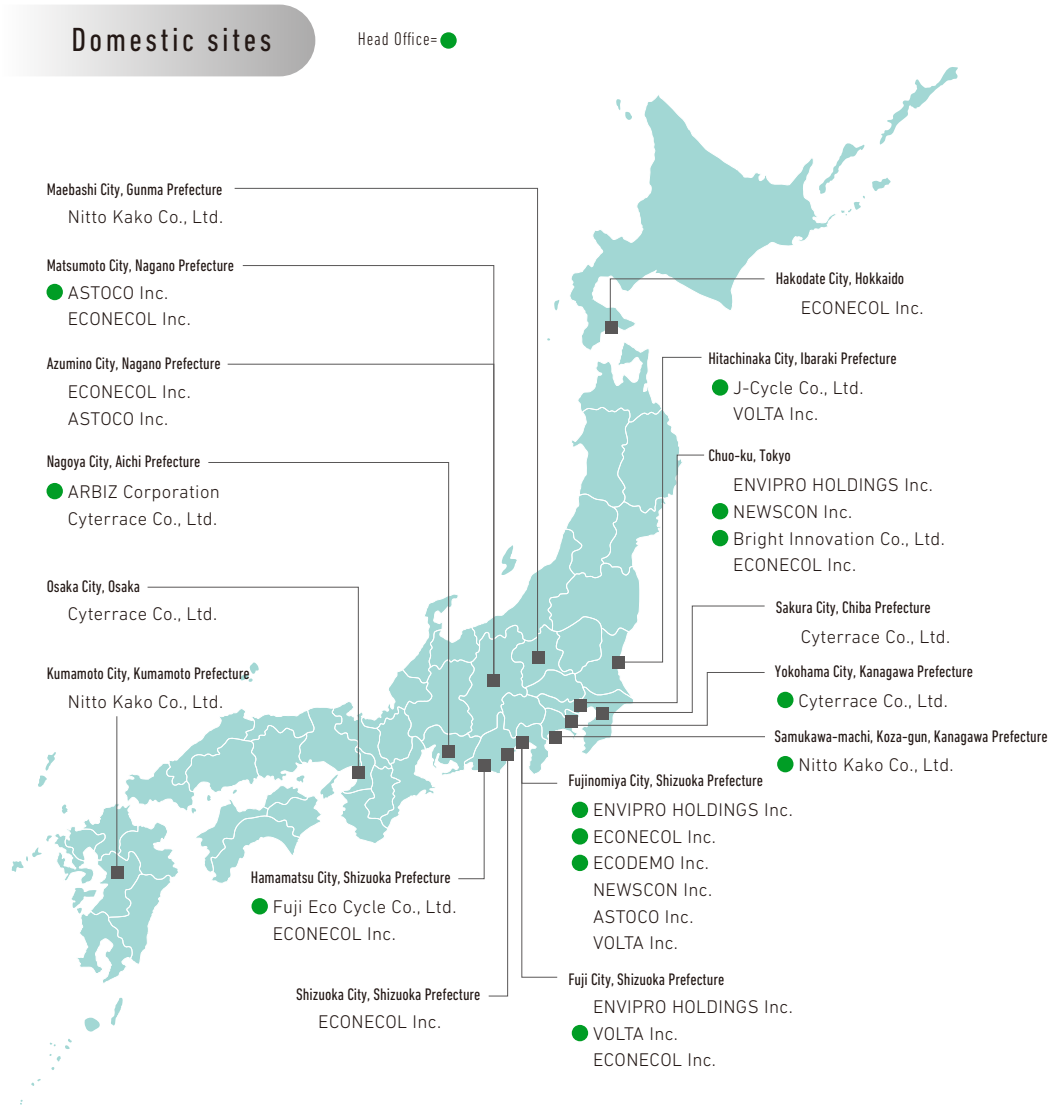 Domestic sites
Head Office=
Maebashi City, Gunma Prefecture
Nitto Kako Co., Ltd.
Matsumoto City, Nagano Prefecture
ASTOCO Inc.
ECONECOL Inc.
Azumino City, Nagano Prefecture
ECONECOL Inc.
ASTOCO Inc.
Nagoya City, Aichi Prefecture
ARBIZ Corporation
Cyterrace Co., Ltd.
Osaka City, Osaka
Cyterrace Co., Ltd.
Kumamoto City, Kumamoto Prefecture
Nitto Kako Co., Ltd.
Hakodate City, Hokkaido
ECONECOL Inc.
Hitachinaka City, Ibaraki Prefecture
J-Cycle Co., Ltd.
VOLTA Inc.
Chuo-ku, Tokyo
ENVIPRO HOLDINGS Inc.
NEWSCON Inc.
Bright Innovation Co., Ltd.
ECONECOL Inc.
Sakura City, Chiba Prefecture
Cyterrace Co., Ltd.
Yokohama City, Kanagawa Prefecture
Cyterrace Co., Ltd.
Samukawa-machi, Koza-gun, Kanagawa Prefecture
Nitto Kako Co., Ltd.
Fujinomiya City, Shizuoka Prefecture
ENVIPRO HOLDINGS Inc.
ECONECOL Inc.
ECODEMO Inc.
NEWSCON Inc.
ASTOCO Inc.
VOLTA Inc.
Hamamatsu City, Shizuoka Prefecture
Fuji Eco Cycle Co., Ltd.
ECONECOL Inc.
Shizuoka City, Shizuoka Prefecture
ECONECOL Inc.
Fuji City, Shizuoka Prefecture
ENVIPRO HOLDINGS Inc.
VOLTA Inc.
ECONECOL Inc.